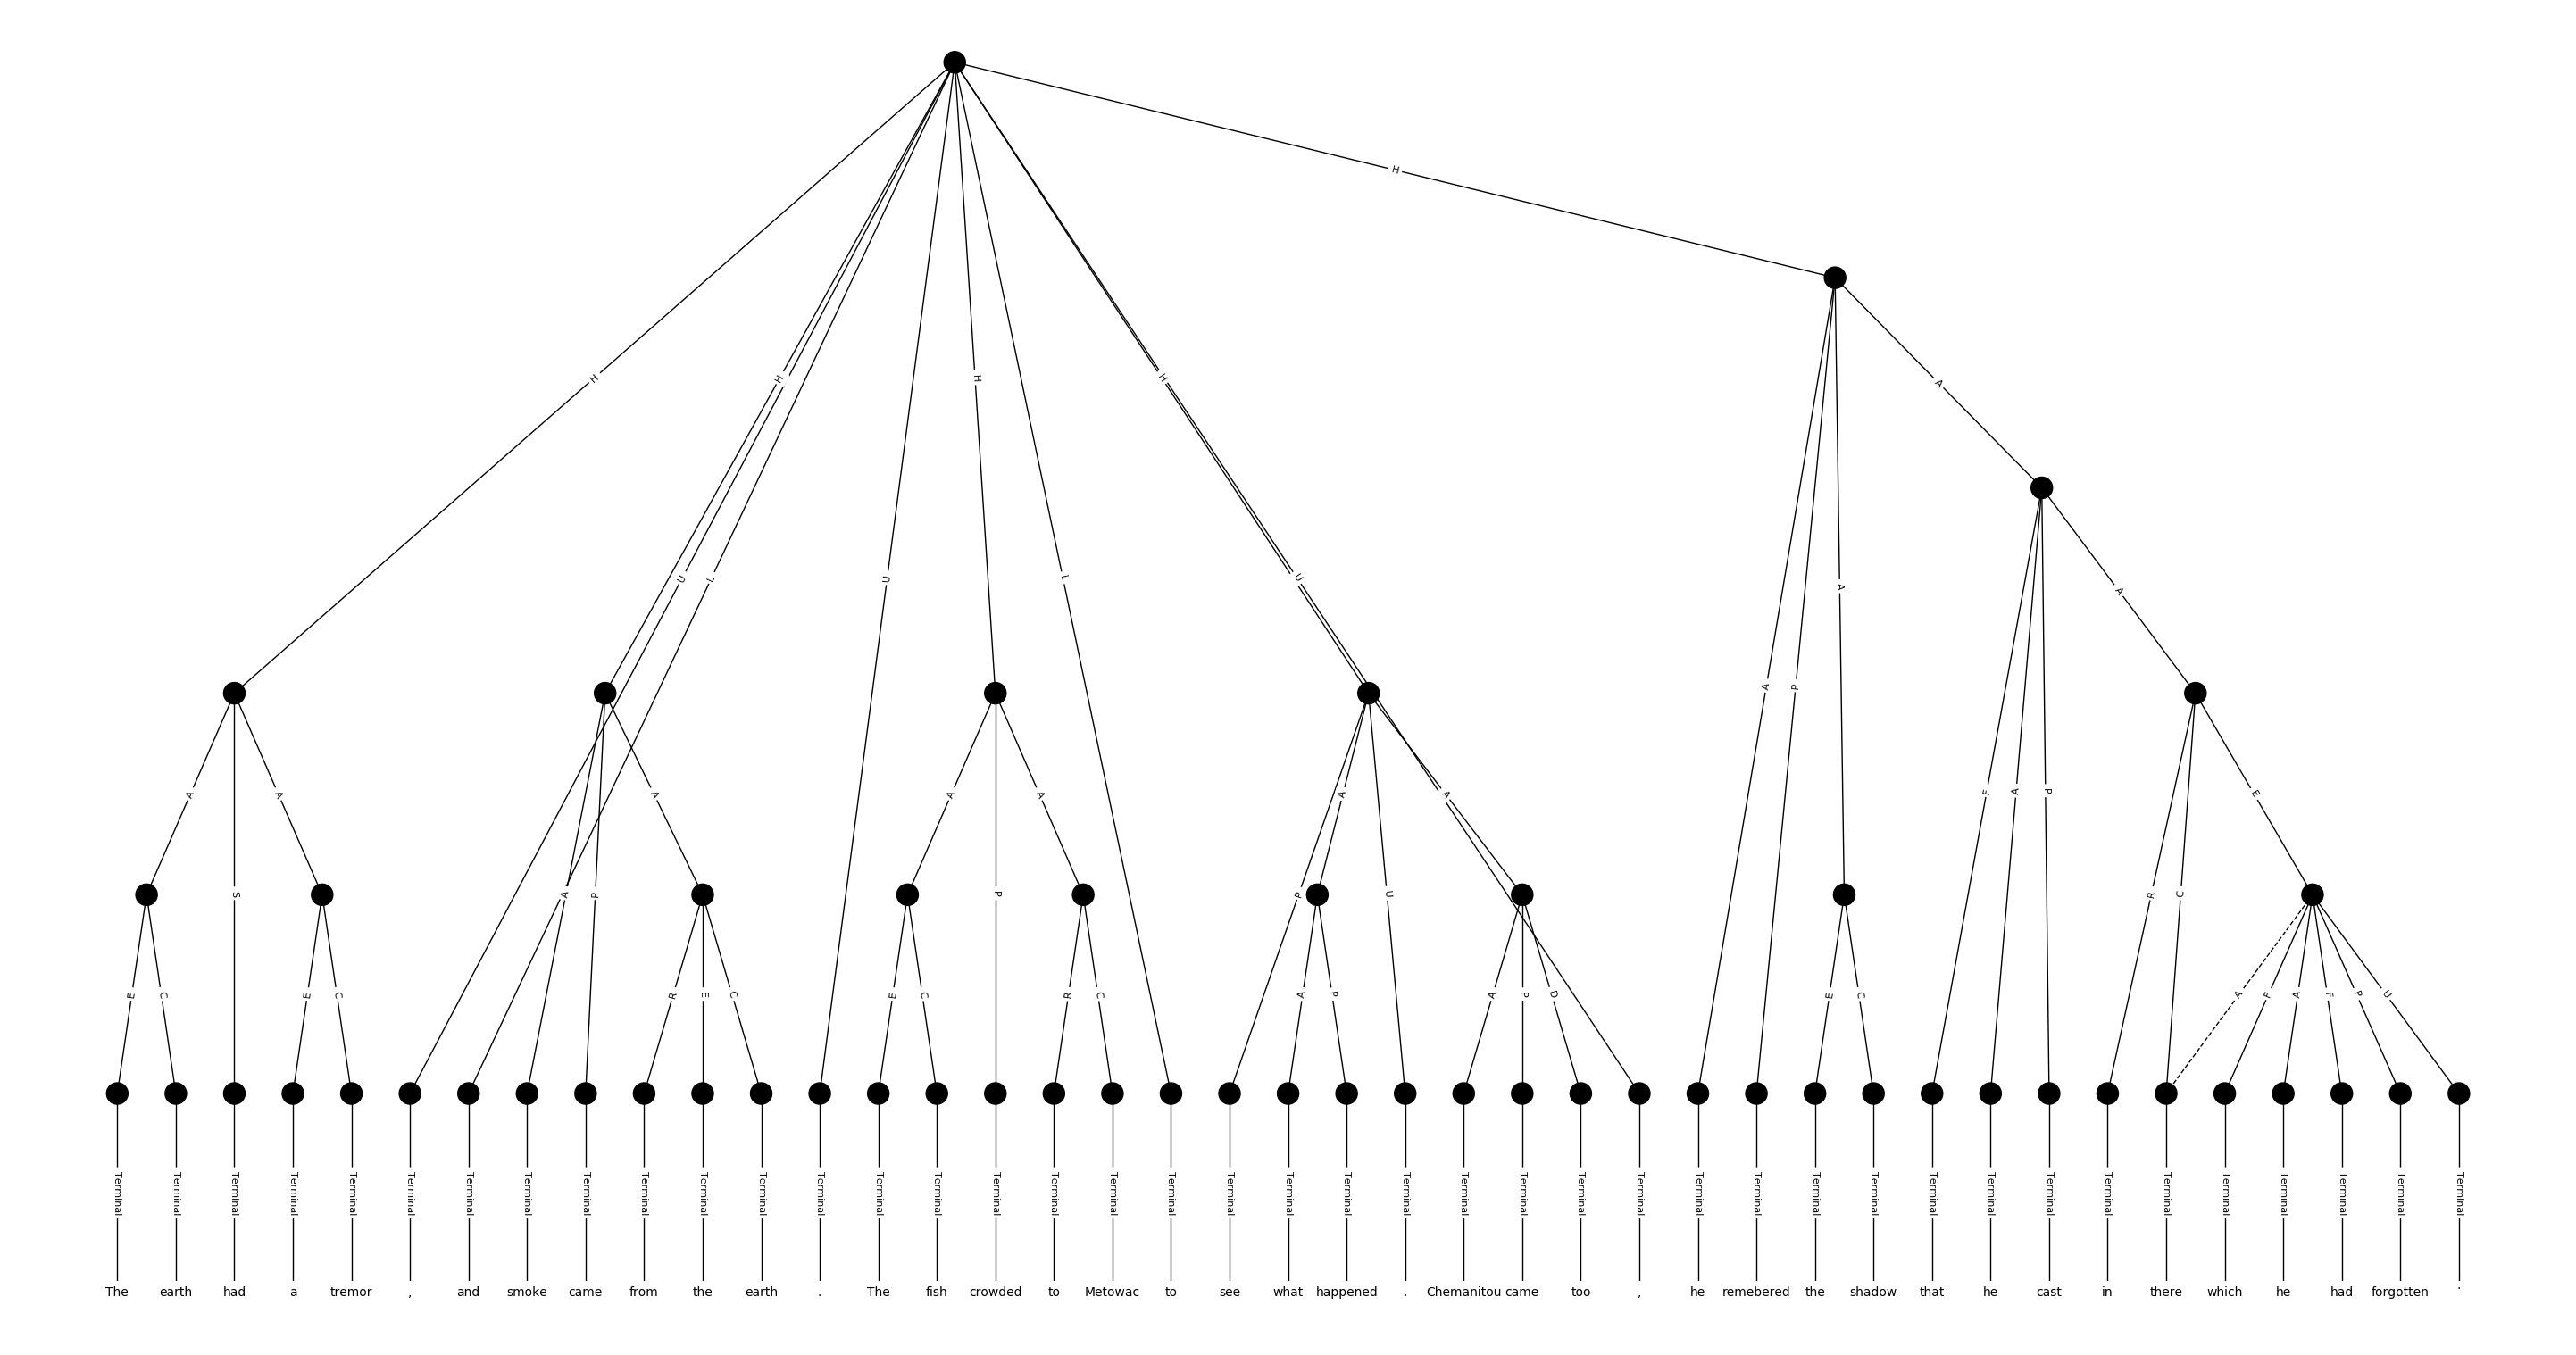 H
H
H H H
A
U L U L U A A
A P
A A A A A A A F A P E
S A P P P A U R C
E C E C R E C E C R C A P A P D E C A F A F P U
Terminal Terminal Terminal Terminal Terminal Terminal Terminal Terminal Terminal Terminal Terminal Terminal Terminal Terminal Terminal Terminal Terminal Terminal Terminal Terminal Terminal Terminal Terminal Terminal Terminal Terminal Terminal Terminal Terminal Terminal Terminal Terminal Terminal Terminal Terminal Terminal Terminal Terminal Terminal Terminal Terminal
The earth had a tremor , and smoke came from the earth . The fish crowded to Metowac to see what happened . Chemanitou came too , he remebered the shadow that he cast in there which he had forgotten .